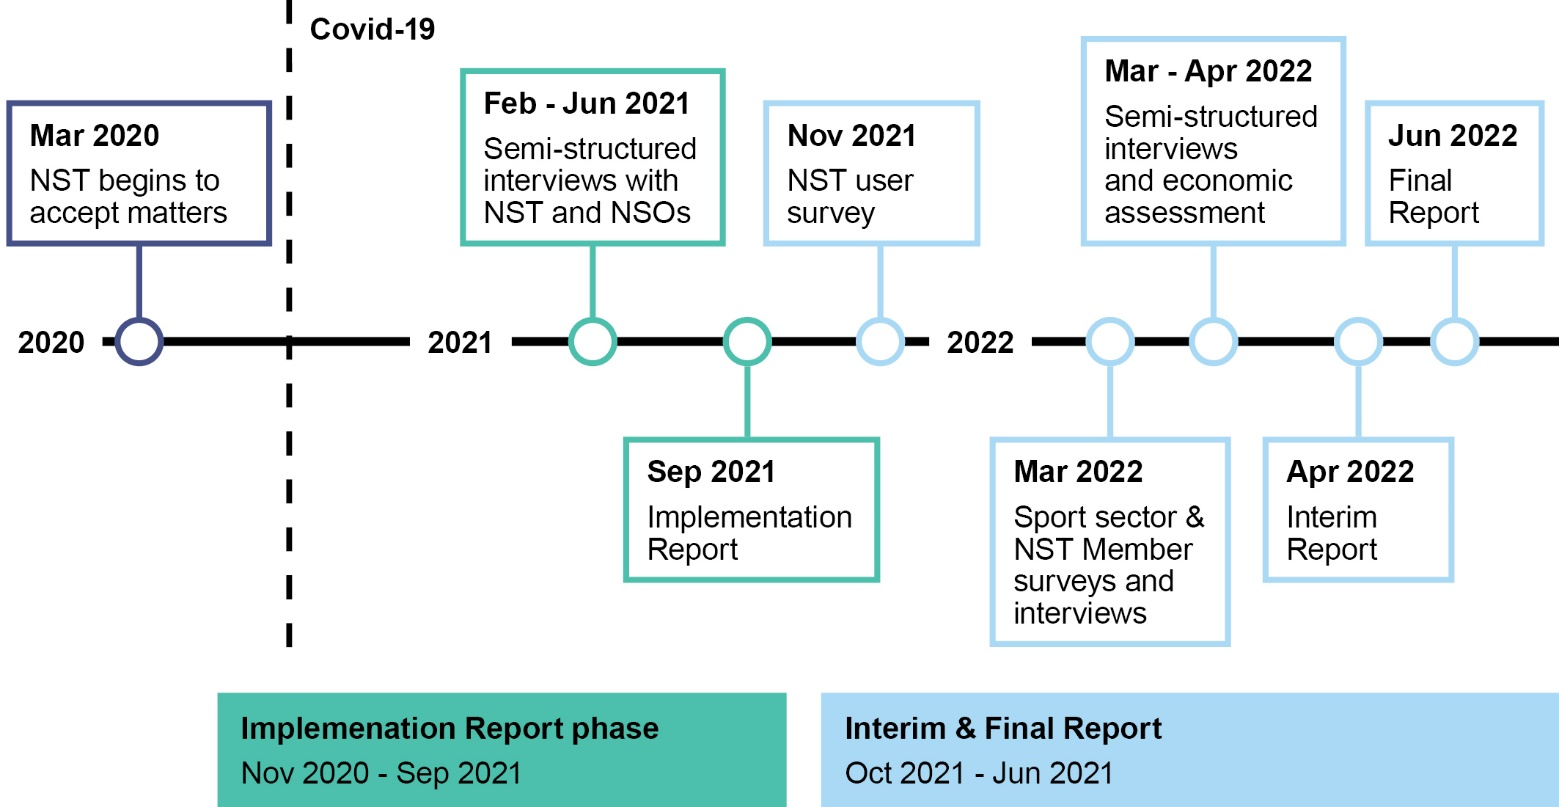 Covid-19
Mar 2020
NST begins to
accept matters
Feb - Jun 2021
Semi-structured
interviews with
NST and NSOs
Nov 2021
NST user
survey
Mar - Apr 2022
Semi-structured
interviews
and economic
assessment
Jun 2022
Final
Report
2020
2021
2022
Sep 2021
Implementation
Report
Mar 2022
Sport sector &
NST Member
surveys and
interviews
Apr 2022
Interim
Report
Implemenation Report phase
Nov 2020 - Sep 2021
Interim & Final Report
Oct 2021 - Jun 2021